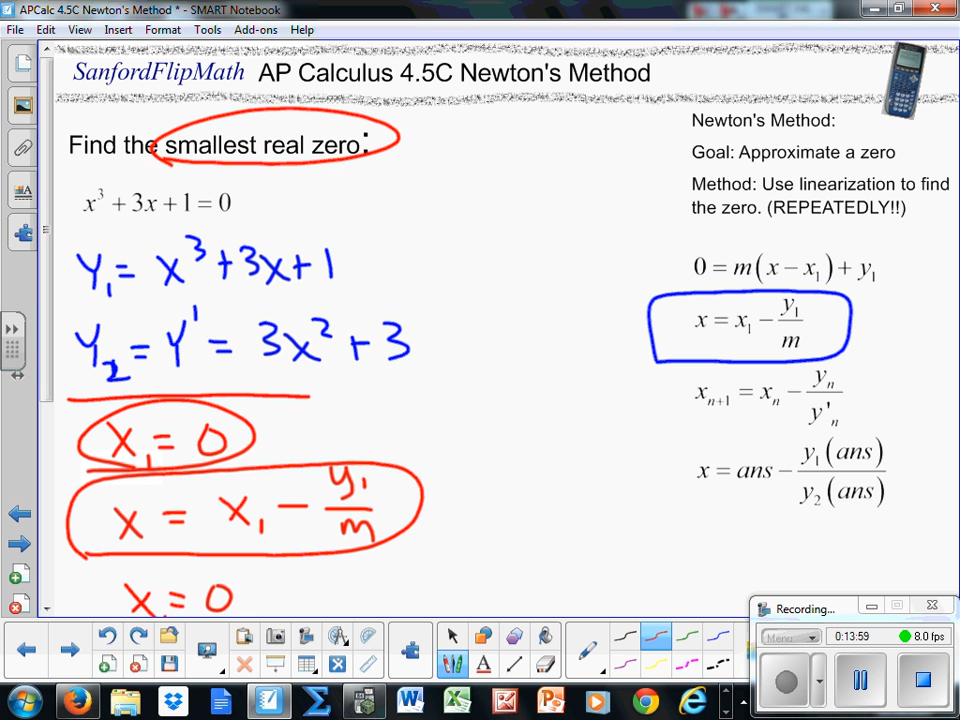 APCalc 4.5C Newton's Method * - SMART Notebook
File Edit View Insert Format Tools Add-ons Help
SanfordFlipMath AP Calculus 4.5C Newton's Method
Find the smallest real zero:
x³ + 3x + 1 = 0
Y₁ = x³ + 3x + 1
Y₂ = Y' = 3x² + 3
x₁ = 0
x = x₁ - y₁/m
x = 0
Newton's Method:
Goal: Approximate a zero
Method: Use linearization to find
the zero. (REPEATEDLY!!)
0 = m(x - x₁) + y₁
x = x₁ - y₁/m
xₙ₊₁ = xₙ - yₙ/y'ₙ
x = ans - y₁(ans)/y₂(ans)
Recording...
Menu 0:13:59 8.0 fps